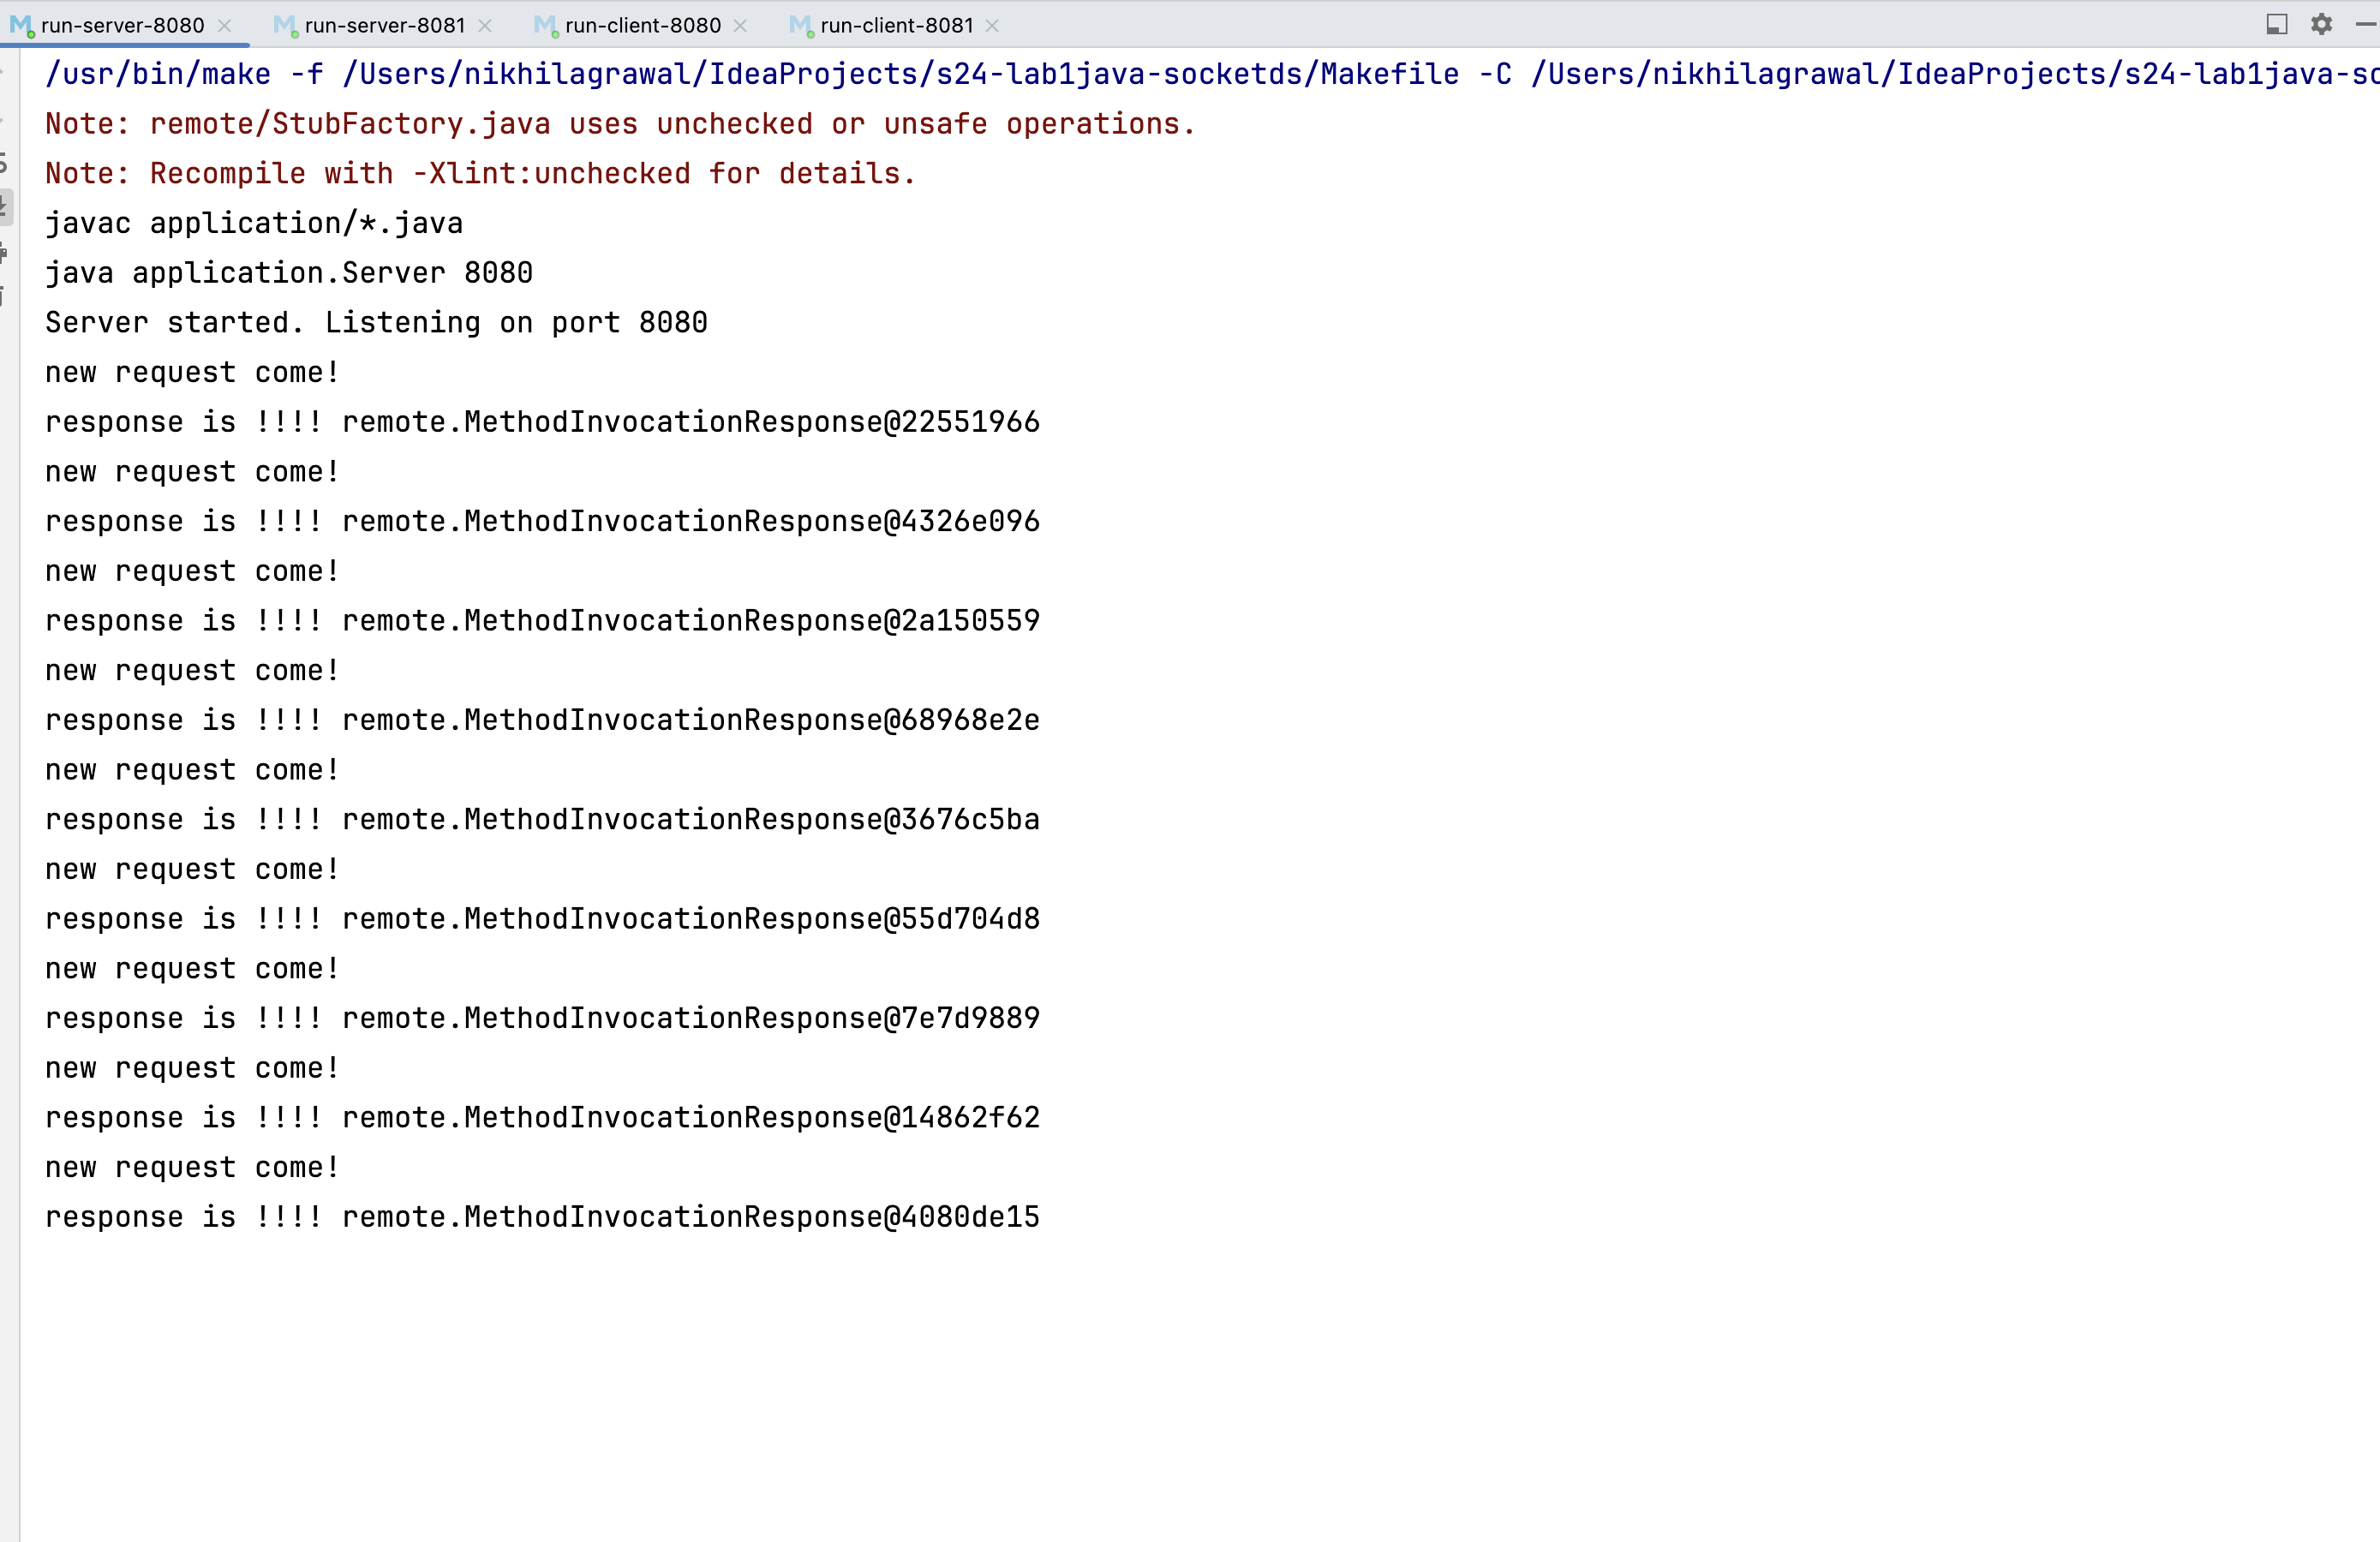 run-server-8080 run-server-8081 run-client-8080 run-client-8081
/usr/bin/make -f /Users/nikhilagrawal/IdeaProjects/s24-lab1java-socketds/Makefile -C /Users/nikhilagrawal/IdeaProjects/s24-lab1java-so
Note: remote/StubFactory.java uses unchecked or unsafe operations.
Note: Recompile with -Xlint:unchecked for details.
javac application/*.java
java application.Server 8080
Server started. Listening on port 8080
new request come!
response is !!!! remote.MethodInvocationResponse@22551966
new request come!
response is !!!! remote.MethodInvocationResponse@4326e096
new request come!
response is !!!! remote.MethodInvocationResponse@2a150559
new request come!
response is !!!! remote.MethodInvocationResponse@68968e2e
new request come!
response is !!!! remote.MethodInvocationResponse@3676c5ba
new request come!
response is !!!! remote.MethodInvocationResponse@55d704d8
new request come!
response is !!!! remote.MethodInvocationResponse@7e7d9889
new request come!
response is !!!! remote.MethodInvocationResponse@14862f62
new request come!
response is !!!! remote.MethodInvocationResponse@4080de15